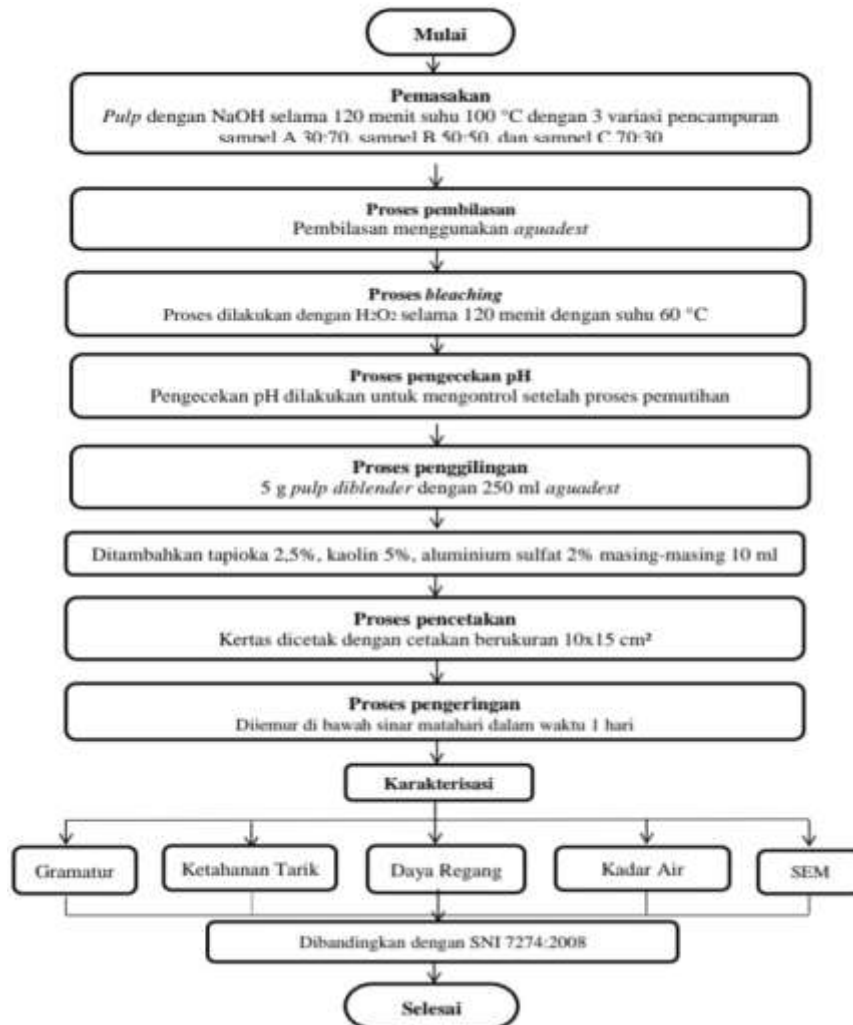 Mulai
Pemasakan
Pulp dengan NaOH selama 120 menit suhu 100 °C dengan 3 variasi pencampuran
sampel A 30:70, sampel B 50:50, dan sampel C 70:30
Proses pembilasan
Pembilasan menggunakan aguadest
Proses bleaching
Proses dilakukan dengan H₂O₂ selama 120 menit dengan suhu 60 °C
Proses pengecekan pH
Pengecekan pH dilakukan untuk mengontrol setelah proses pemutihan
Proses penggilingan
5 g pulp diblender dengan 250 ml aguadest
Ditambahkan tapioka 2,5%, kaolin 5%, aluminium sulfat 2% masing-masing 10 ml
Proses pencetakan
Kertas dicetak dengan cetakan berukuran 10x15 cm²
Proses pengeringan
Dijemur di bawah sinar matahari dalam waktu 1 hari
Karakterisasi
Gramatur
Ketahanan Tarik
Daya Regang
Kadar Air
SEM
Dibandingkan dengan SNI 7274:2008
Selesai